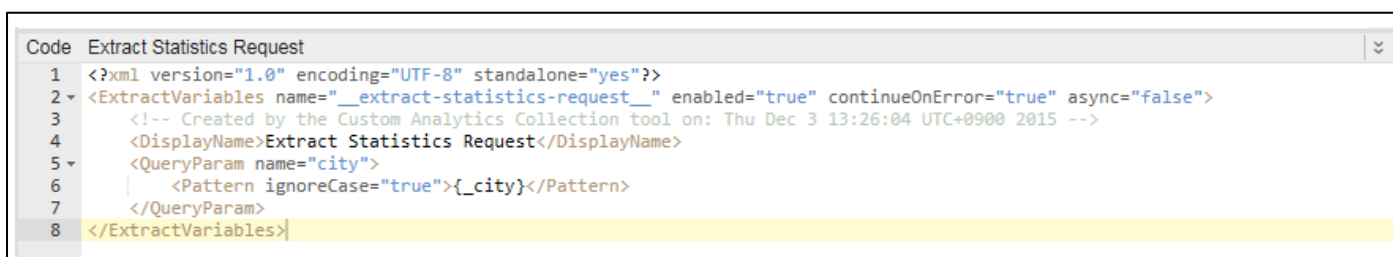 Code Extract Statistics Request
1 <?xml version="1.0" encoding="UTF-8" standalone="yes"?>
2 <ExtractVariables name="__extract-statistics-request__" enabled="true" continueOnError="true" async="false">
3 <!-- Created by the Custom Analytics Collection tool on: Thu Dec 3 13:26:04 UTC+0900 2015 -->
4 <DisplayName>Extract Statistics Request</DisplayName>
5 <QueryParam name="city">
6 <Pattern ignoreCase="true">{_city}</Pattern>
7 </QueryParam>
8 </ExtractVariables>